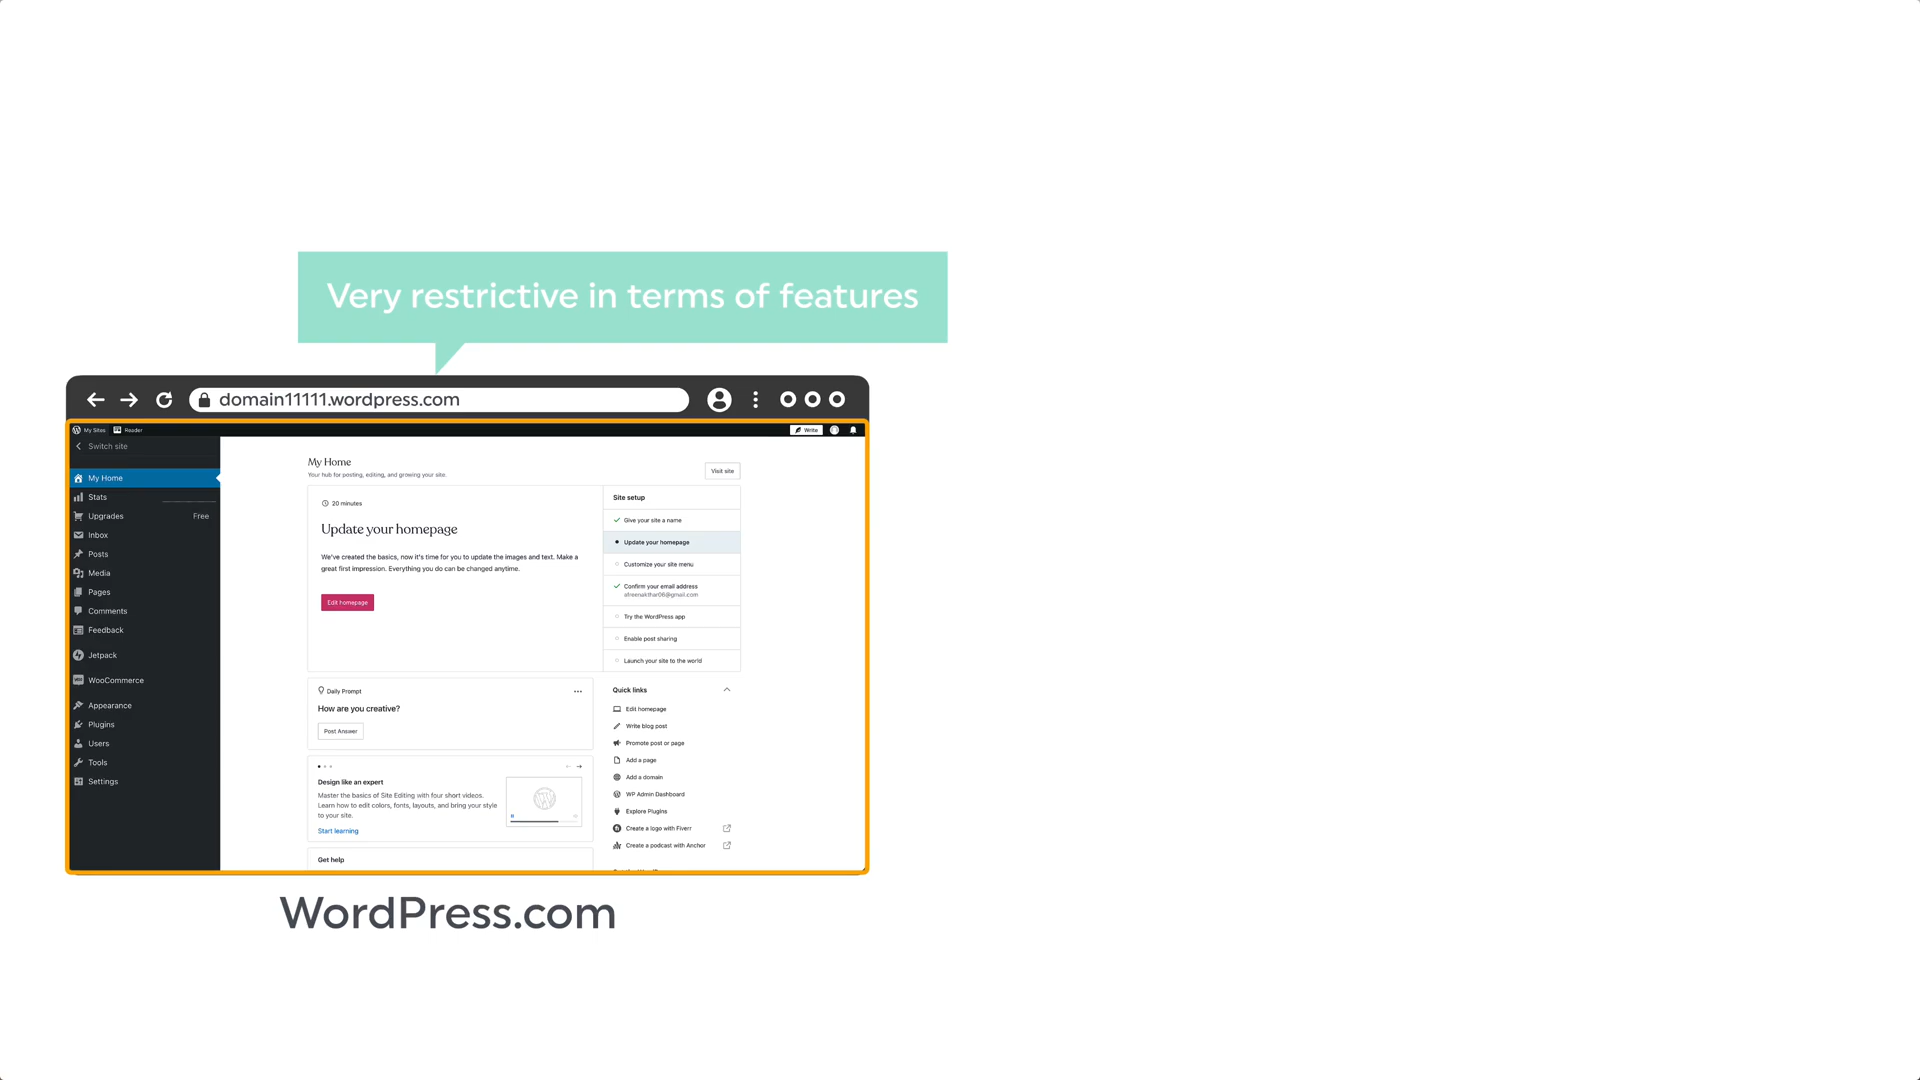 Very restrictive in terms of features
domain11111.wordpress.com
My Sites
Reader
Write
Switch site
My Home
Stats
Upgrades
Free
Inbox
Posts
Media
Pages
Comments
Feedback
Jetpack
WooCommerce
Appearance
Plugins
Users
Tools
Settings
My Home
Your hub for posting, editing, and growing your site.
Visit site
20 minutes
Update your homepage
We've created the basics, now it's time for you to update the images and text. Make a
great first impression. Everything you do can be changed anytime.
Edit homepage
Site setup
Give your site a name
Update your homepage
Customize your site menu
Confirm your email address
afreenakthar06@gmail.com
Try the WordPress app
Enable post sharing
Launch your site to the world
Daily Prompt
How are you creative?
Post Answer
Design like an expert
Master the basics of Site Editing with four short videos.
Learn how to edit colors, fonts, layouts, and bring your style
to your site.
Start learning
Get help
Quick links
Edit homepage
Write blog post
Promote post or page
Add a page
Add a domain
WP Admin Dashboard
Explore Plugins
Create a logo with Fiverr
Create a podcast with Anchor
WordPress.com